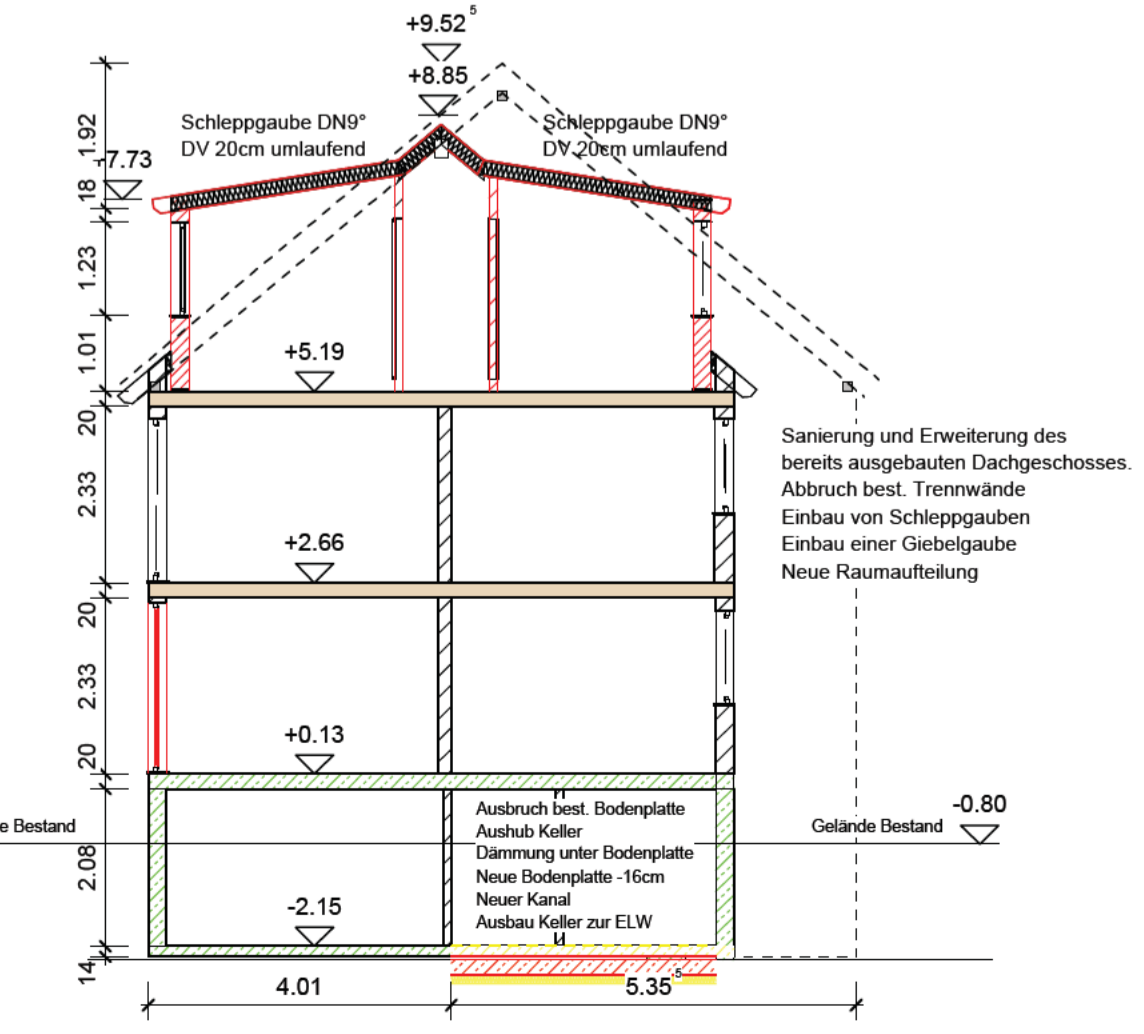 +9.52⁵
+8.85
Schleppgaube DN9°
DV 20cm umlaufend
Schleppgaube DN9°
DV 20cm umlaufend
1.92
+7.73
18
1.23
1.01
+5.19
20
2.33
Sanierung und Erweiterung des
bereits ausgebauten Dachgeschosses.
Abbruch best. Trennwände
Einbau von Schleppgauben
Einbau einer Giebelgaube
Neue Raumaufteilung
+2.66
20
2.33
+0.13
20
e Bestand
2.08
Ausbruch best. Bodenplatte
Aushub Keller
Dämmung unter Bodenplatte
Neue Bodenplatte -16cm
Neuer Kanal
Ausbau Keller zur ELW
Gelände Bestand
-0.80
-2.15
14
4.01
5.35⁵